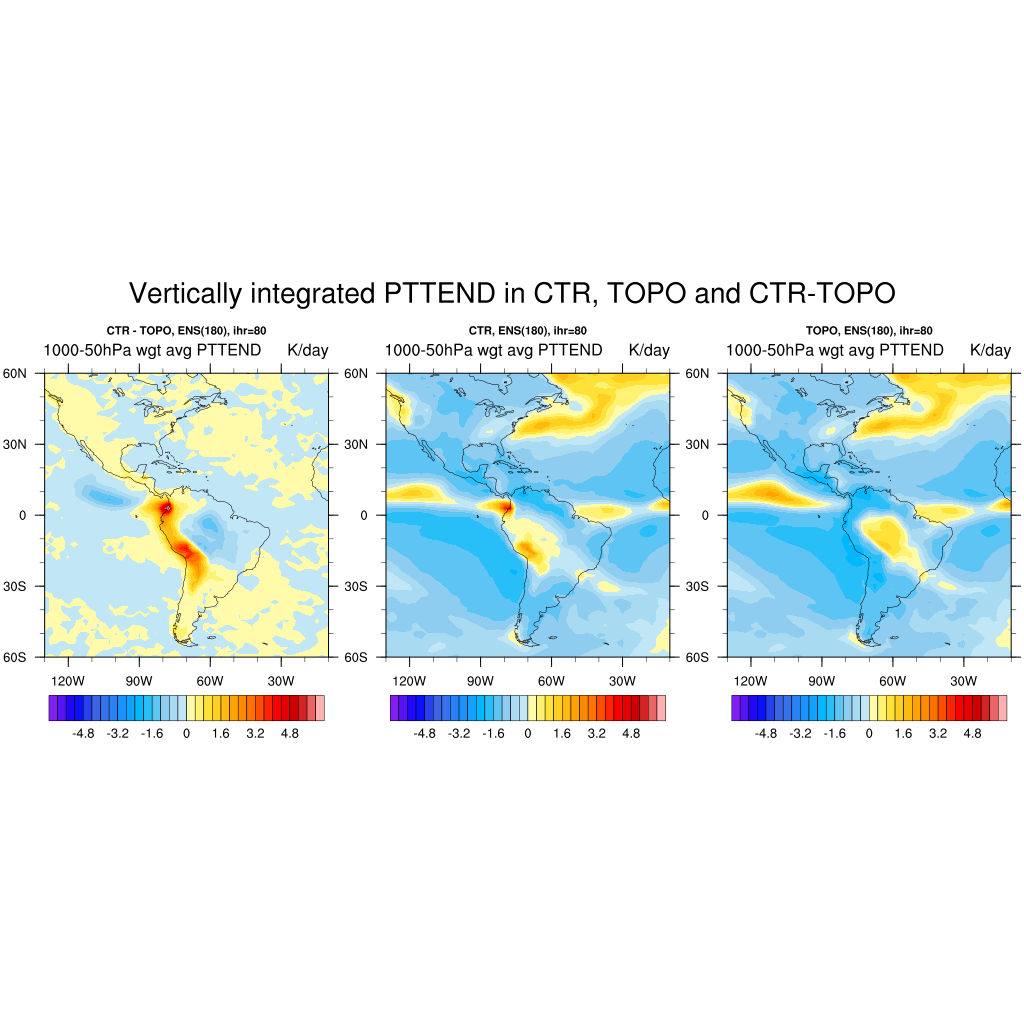 Vertically integrated PTTEND in CTR, TOPO and CTR-TOPO
CTR - TOPO, ENS(180), ihr=80
1000-50hPa wgt avg PTTEND K/day
60N
30N
0
30S
60S
120W 90W 60W 30W
-4.8 -3.2 -1.6 0 1.6 3.2 4.8
CTR, ENS(180), ihr=80
1000-50hPa wgt avg PTTEND K/day
60N
30N
0
30S
60S
120W 90W 60W 30W
-4.8 -3.2 -1.6 0 1.6 3.2 4.8
TOPO, ENS(180), ihr=80
1000-50hPa wgt avg PTTEND K/day
60N
30N
0
30S
60S
120W 90W 60W 30W
-4.8 -3.2 -1.6 0 1.6 3.2 4.8